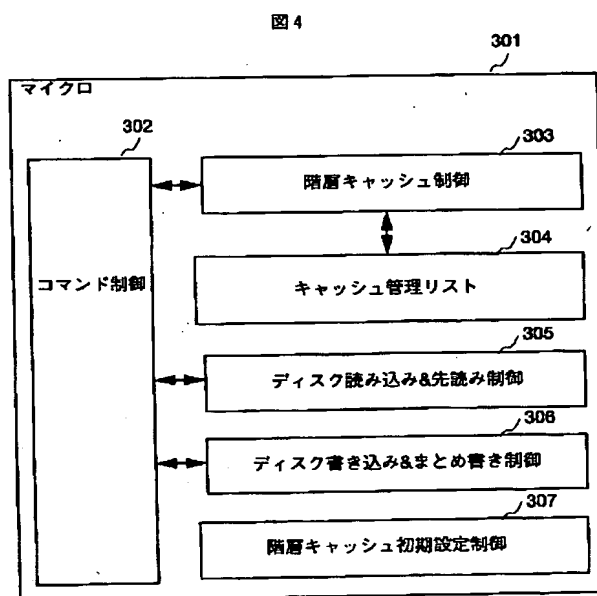 図4
301
マイクロ
302
303
階層キャッシュ制御
304
コマンド制御
キャッシュ管理リスト
305
ディスク読み込み&先読み制御
306
ディスク書き込み&まとめ書き制御
307
階層キャッシュ初期設定制御